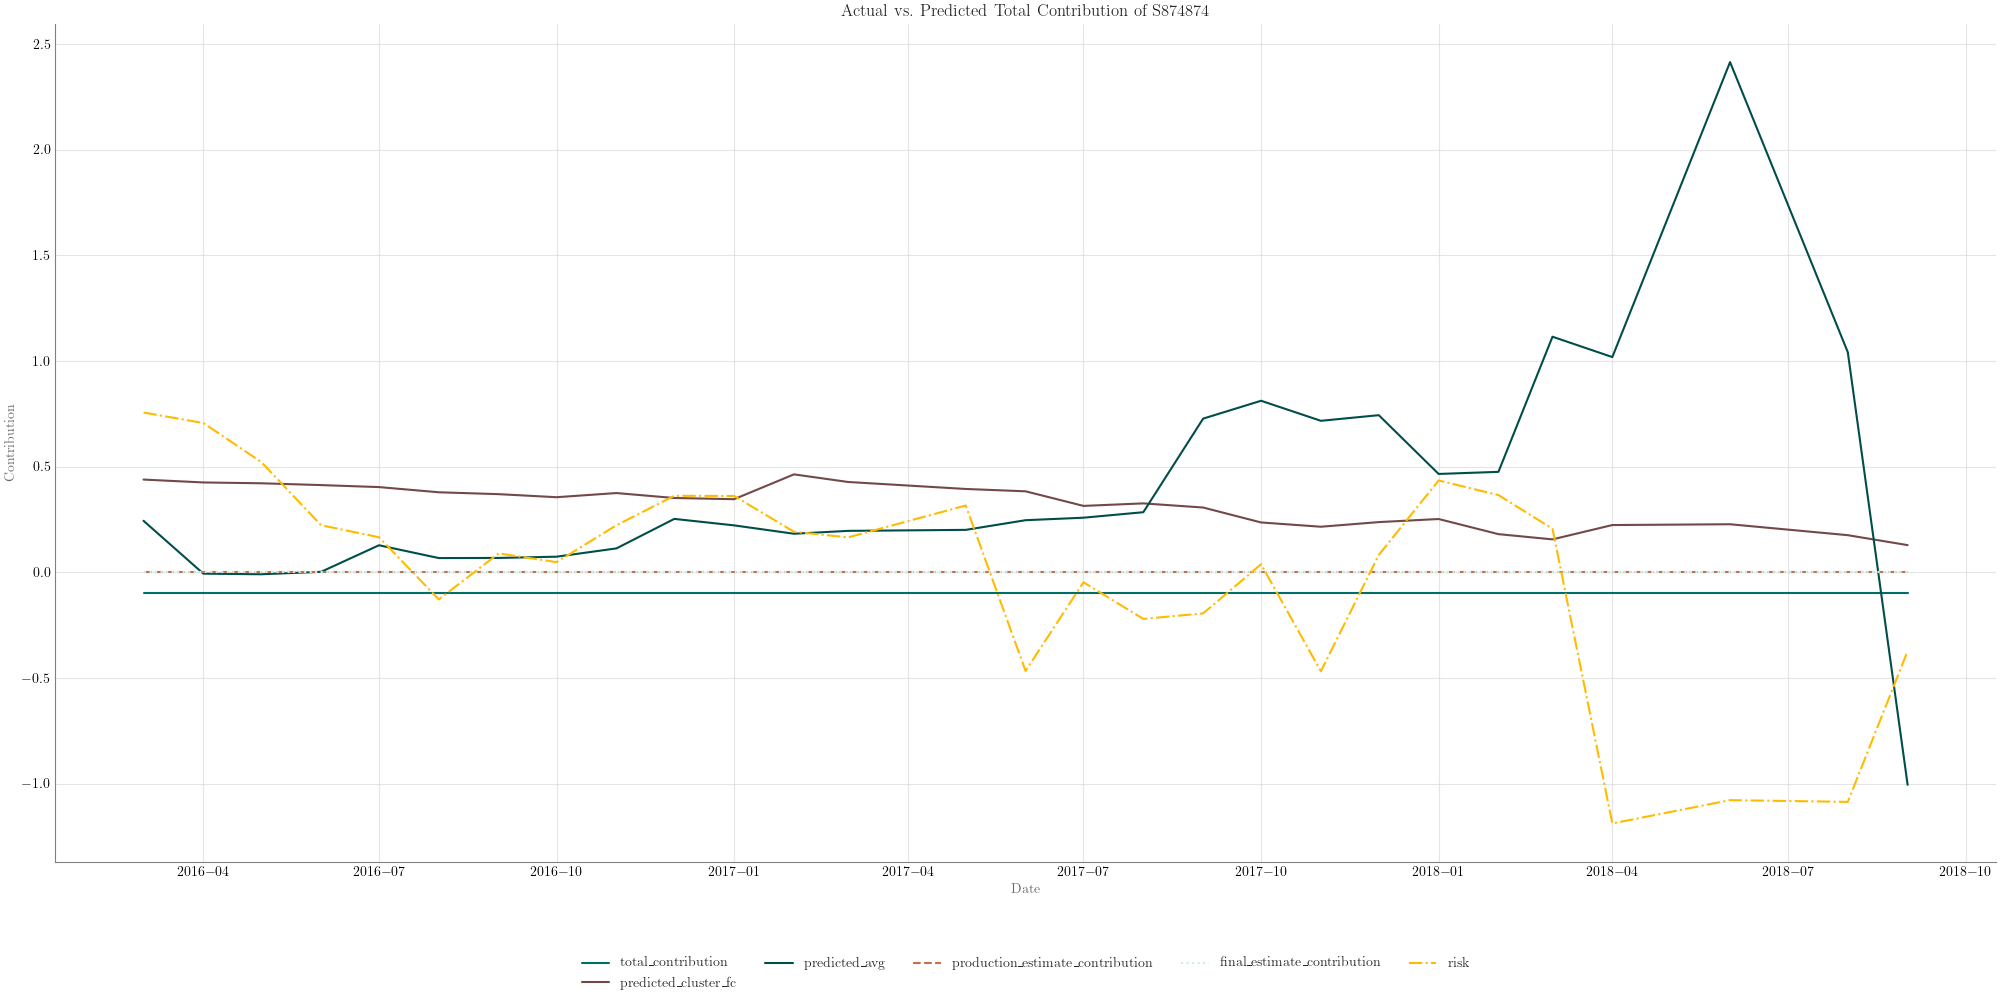 Actual vs. Predicted Total Contribution of S874874
2.5
2.0
1.5
1.0
0.5
0.0
−0.5
−1.0
Contribution
2016−04 2016−07 2016−10 2017−01 2017−04 2017−07 2017−10 2018−01 2018−04 2018−07 2018−10
Date
total_contribution predicted_avg production_estimate_contribution final_estimate_contribution risk
predicted_cluster_fc